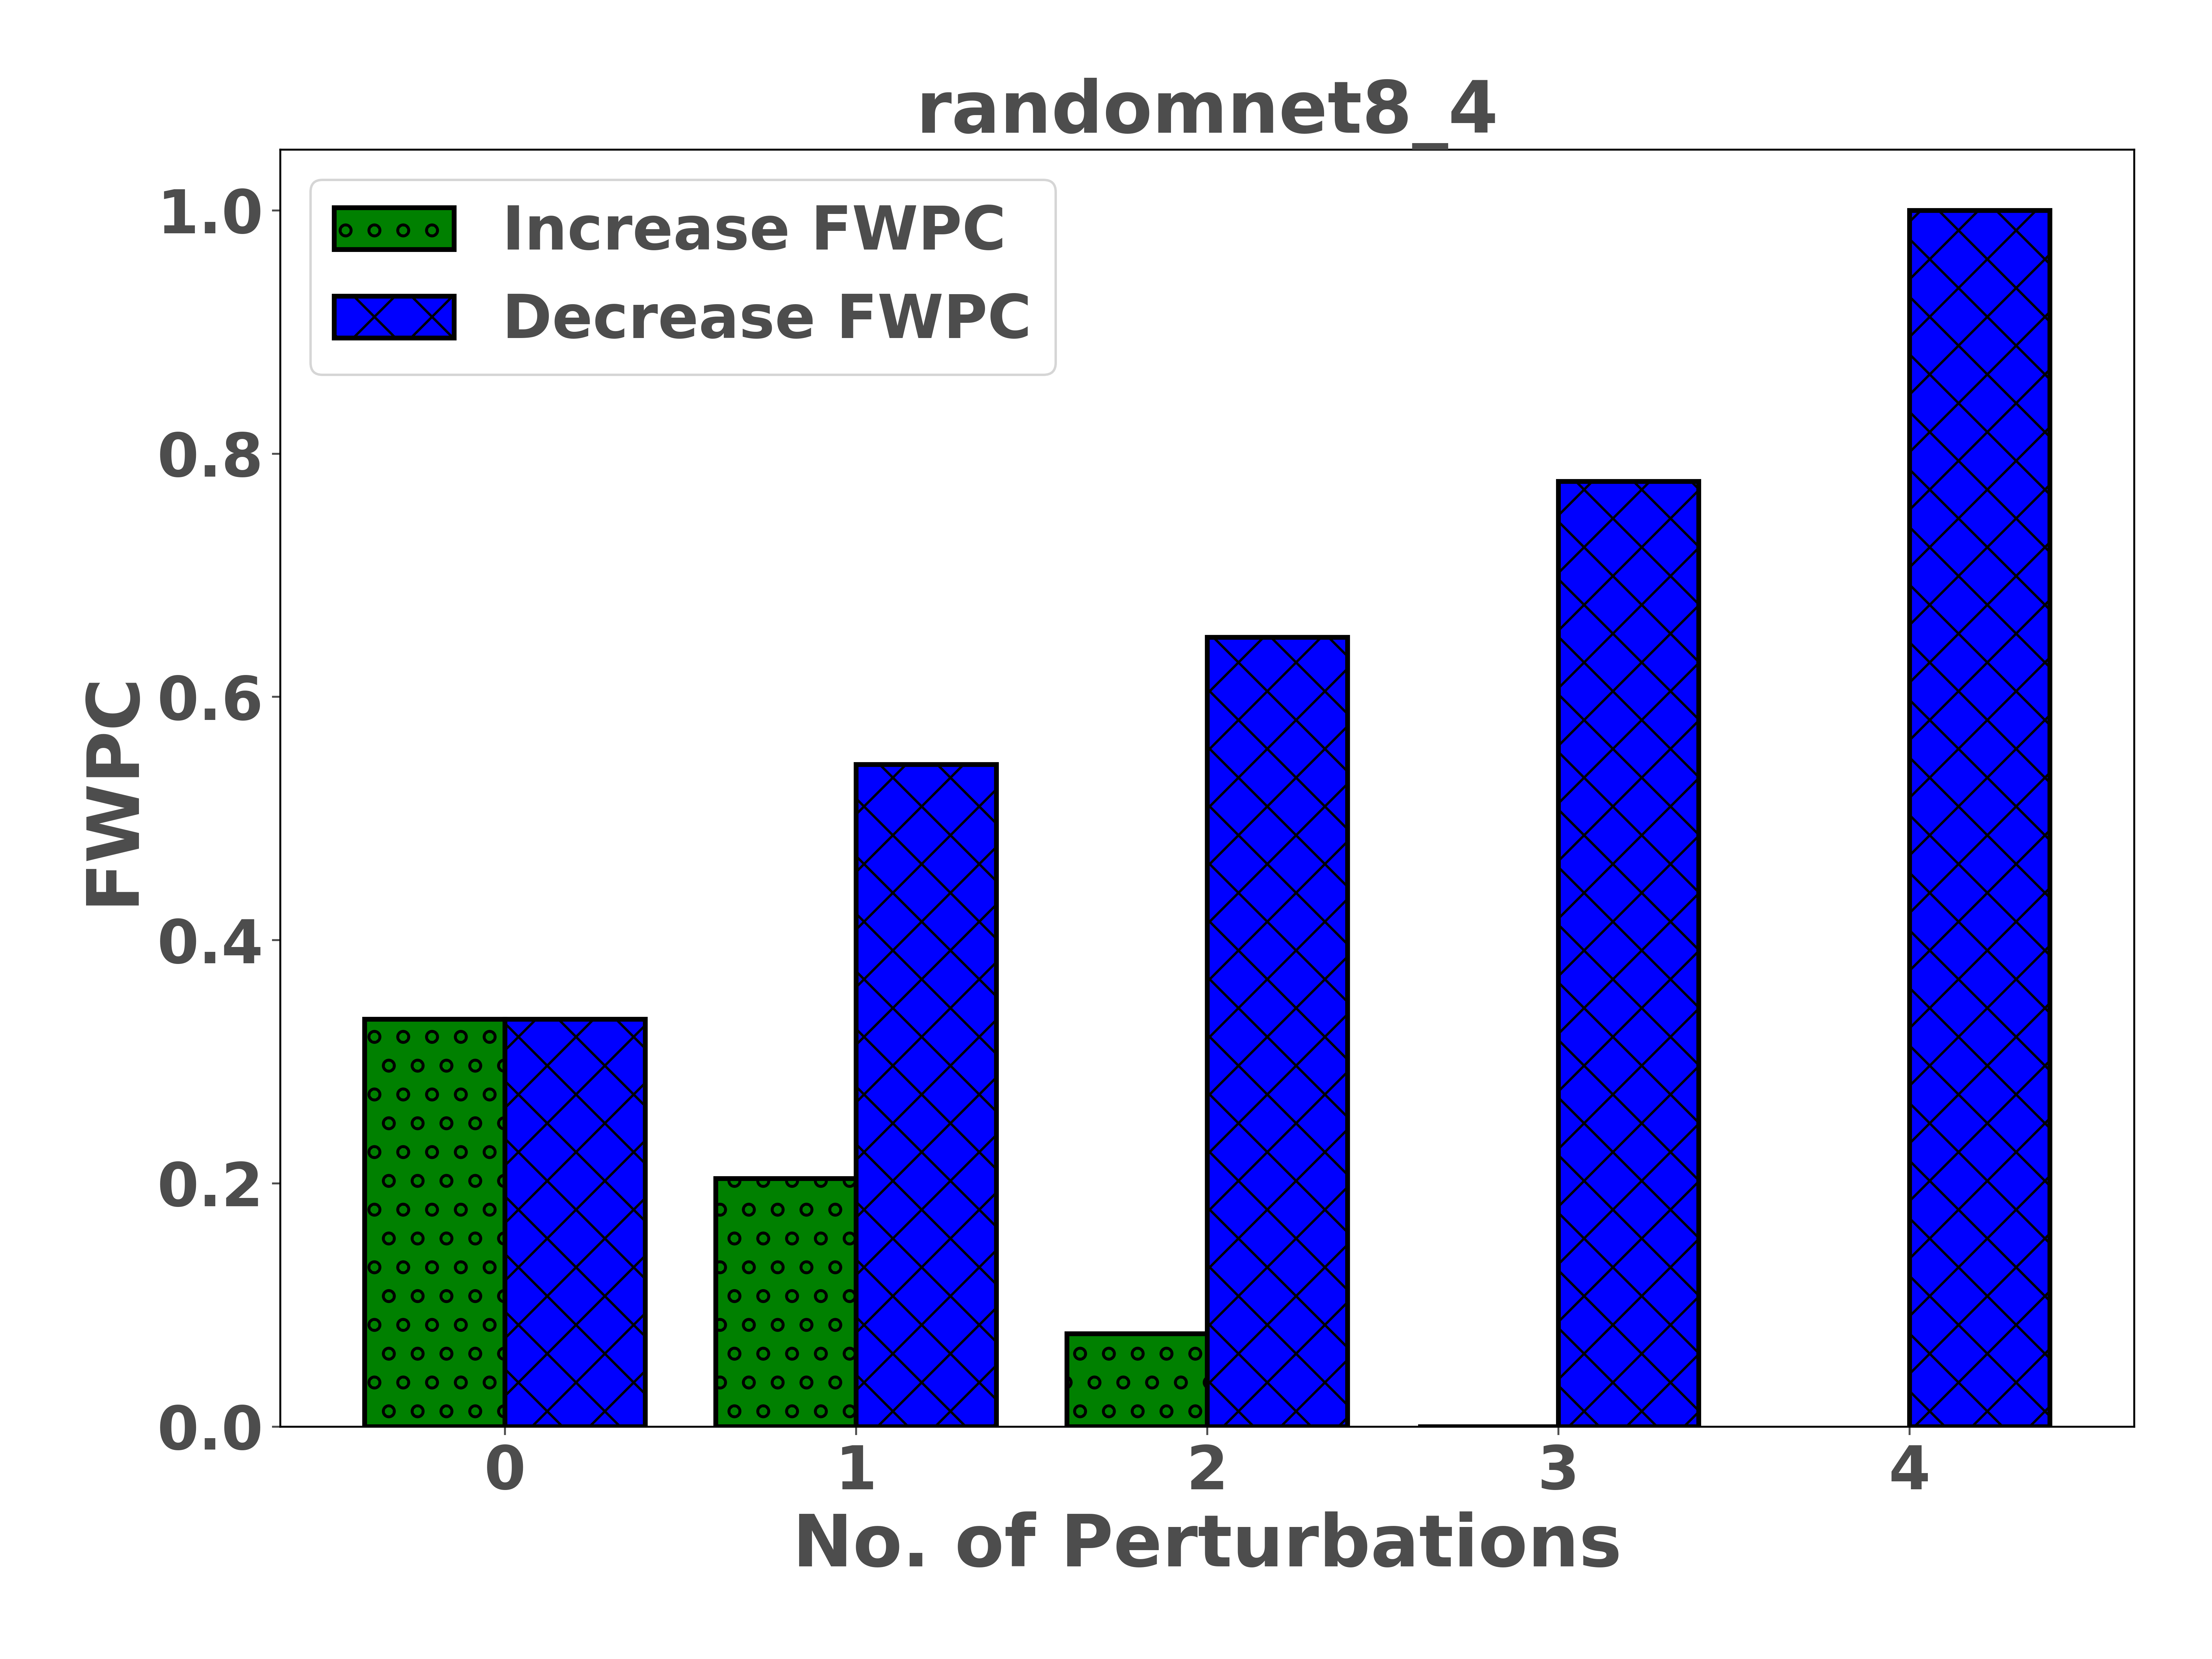 randomnet8_4
Increase FWPC
Decrease FWPC
FWPC
1.0
0.8
0.6
0.4
0.2
0.0
0 1 2 3 4
No. of Perturbations